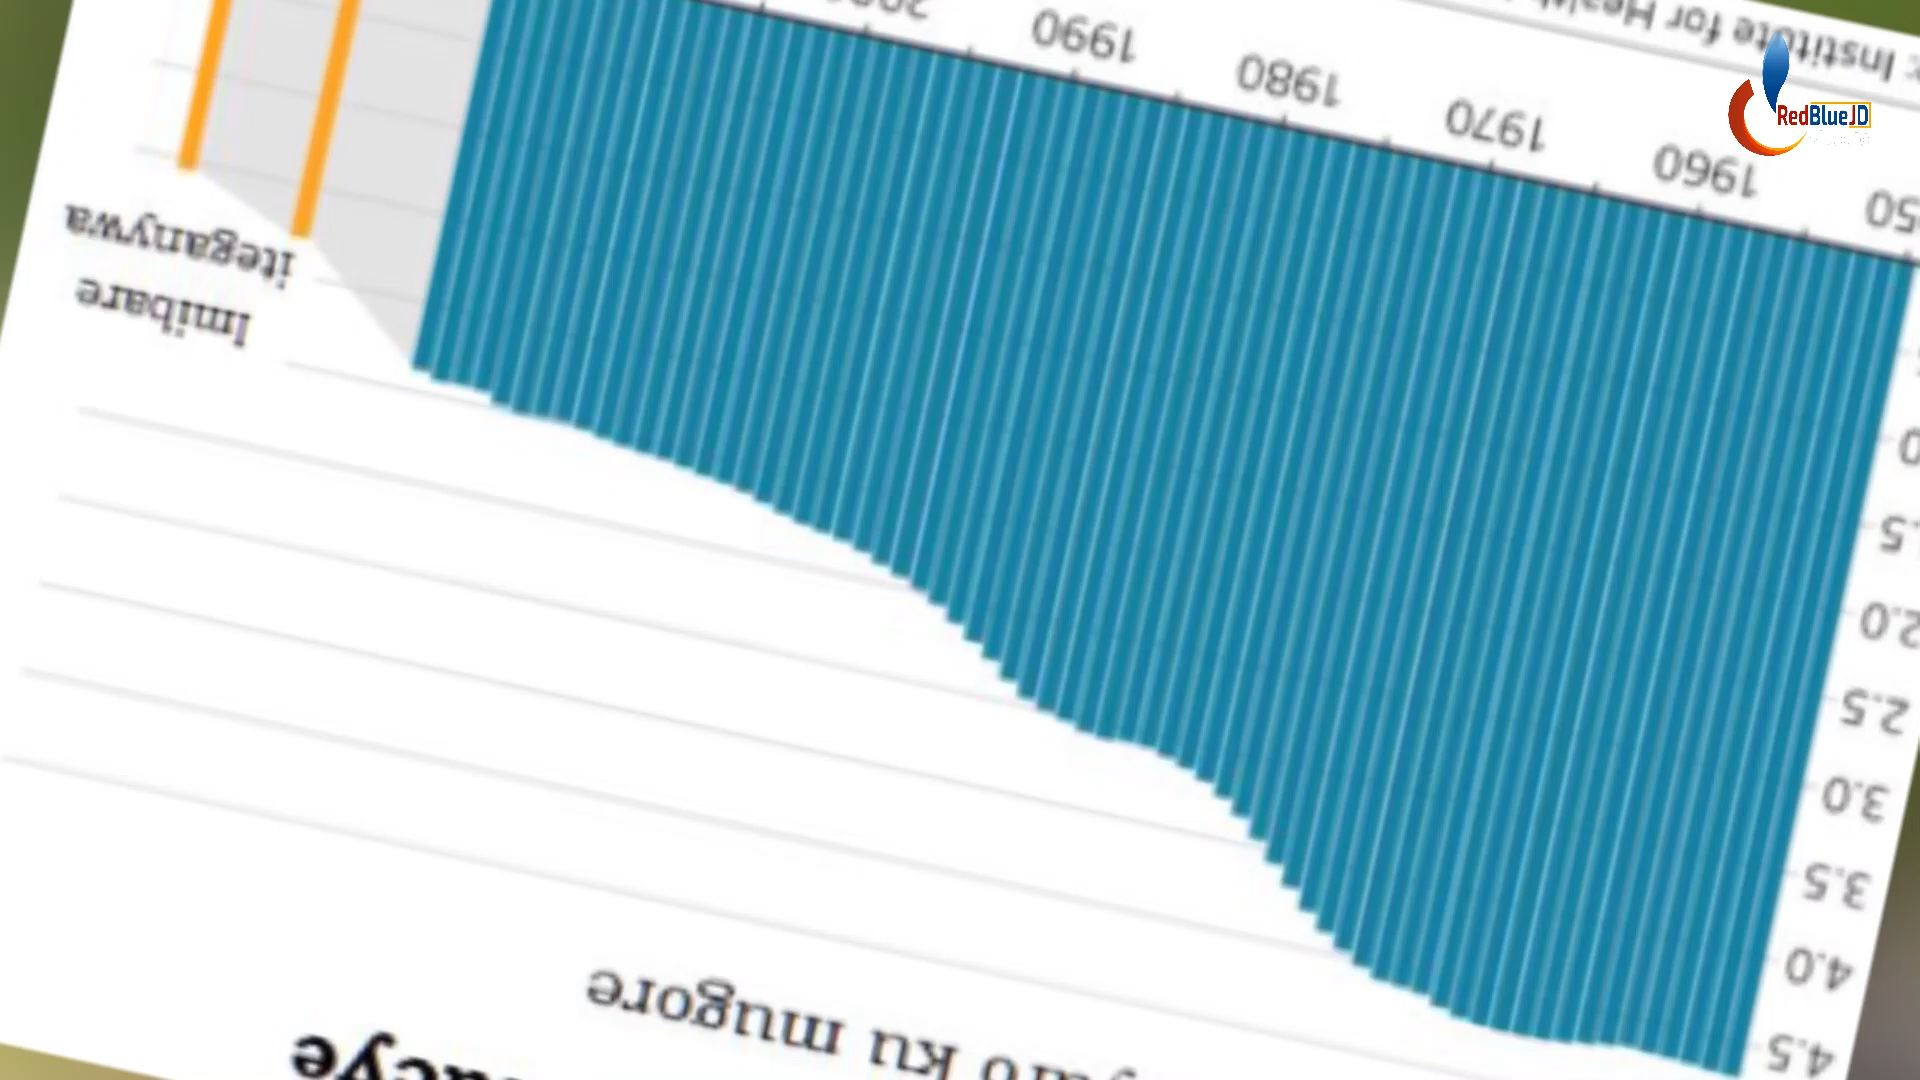 ku mugore
4.5
4.0
3.5
3.0
2.5
2.0
Imibare
iteganywa
1960
1970
1980
1990
Institute for
RedBlueJD